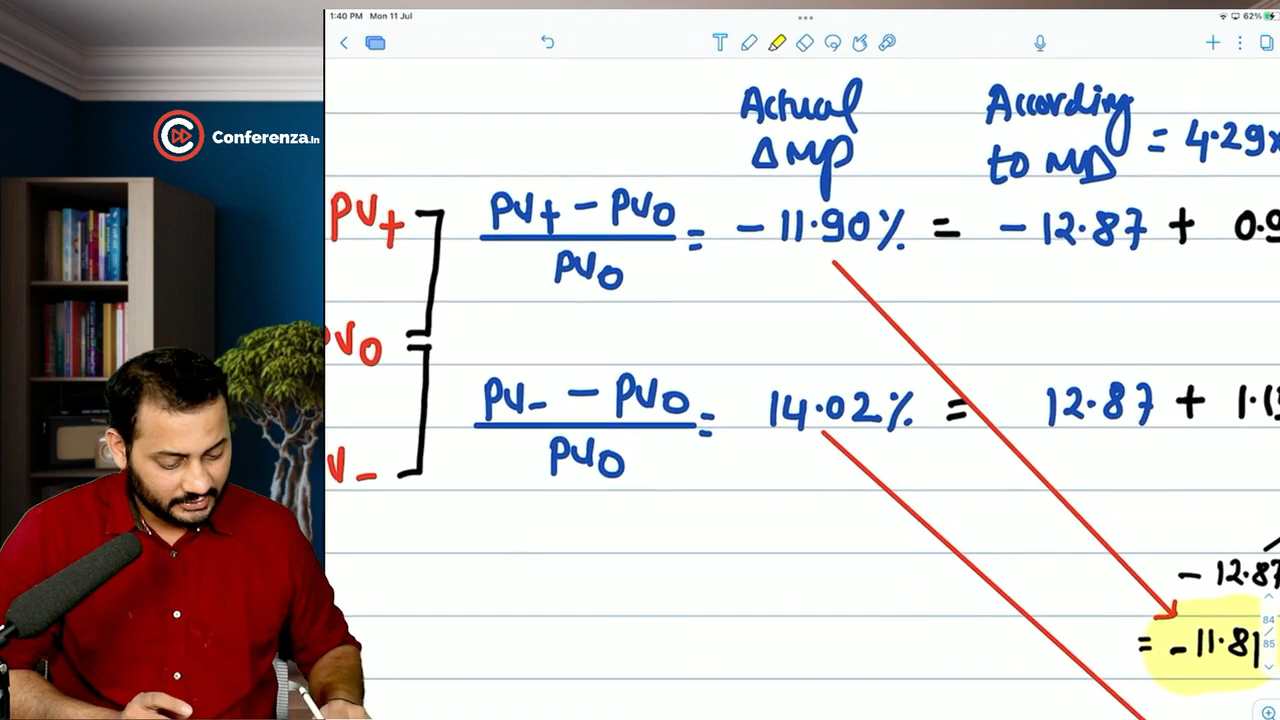 1:40 PM Mon 11 Jul
62%
Conferenza.in
Actual
ΔMP
According
to MD = 4.29x
PV+
PV+ - PV0
PV0
= -11.90% = -12.87 + 0.9
PV0
PV- - PV0
PV0
= 14.02% = 12.87 + 1.1
V-
- 12.87
= -11.81
84
/
85